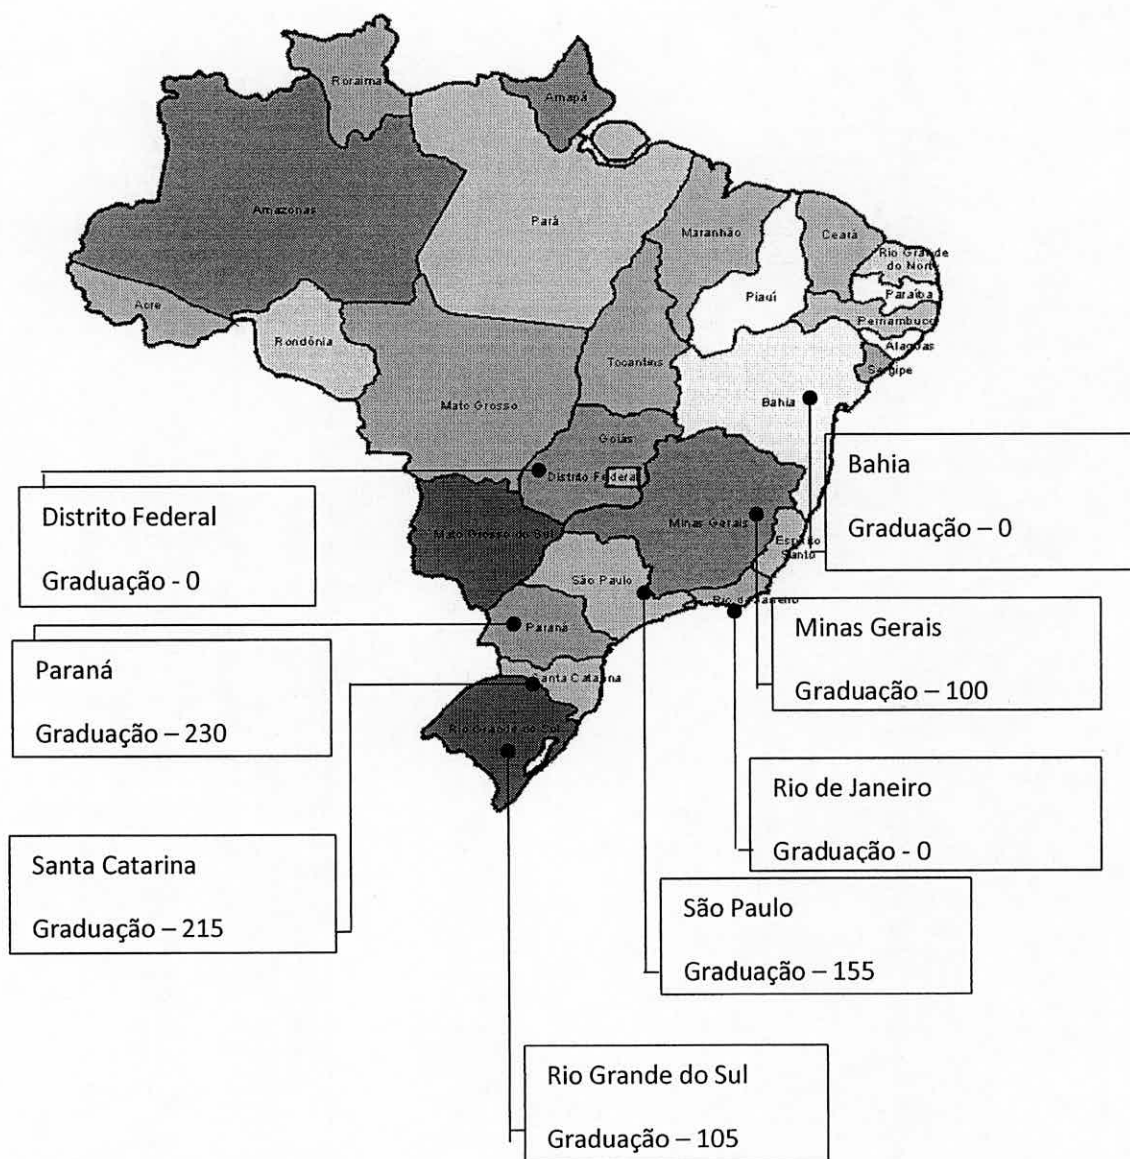 Roraima
Amapá
Amazonas
Pará
Maranhão
Ceará
Rio Grande
do Norte
Piauí
Paraíba
Acre
Pernambuco
Rondônia
Alagoas
Tocantins
Sergipe
Mato Grosso
Bahia
Goiás
Distrito Federal
Minas Gerais
Espírito
Santo
Mato Grosso do Sul
São Paulo
Rio de Janeiro
Paraná
Santa Catarina
Rio Grande do Sul
Bahia
Graduação – 0
Distrito Federal
Graduação - 0
Minas Gerais
Graduação – 100
Paraná
Graduação – 230
Rio de Janeiro
Graduação - 0
Santa Catarina
Graduação – 215
São Paulo
Graduação – 155
Rio Grande do Sul
Graduação – 105